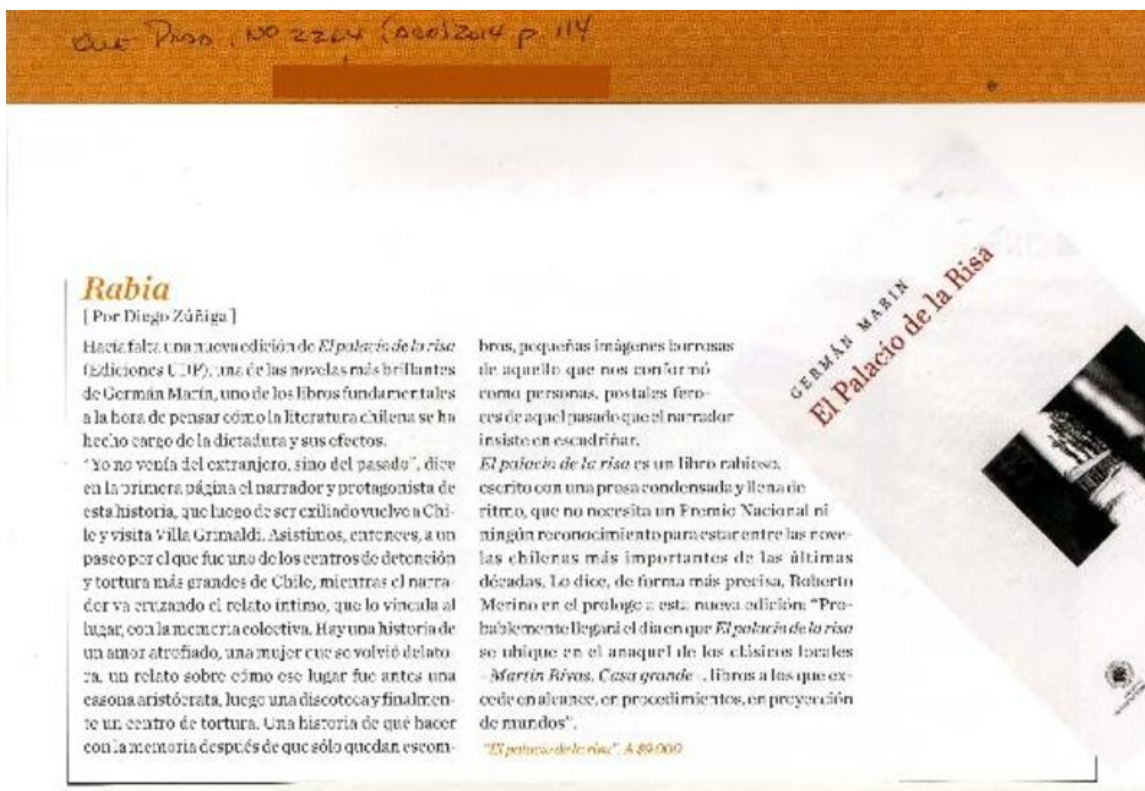 Que Pasa, No 2264 (ago) 2014 p. 114
Rabia
[ Por Diego Zúñiga ]
Hacía falta una nueva edición de El palacio de la risa
(Ediciones UDP), una de las novelas más brillantes
de Germán Marín, uno de los libros fundamentales
a la hora de pensar cómo la literatura chilena se ha
hecho cargo de la dictadura y sus efectos.
"Yo no venía del extranjero, sino del pasado", dice
en la primera página el narrador y protagonista de
esta historia, que luego de ser exiliado vuelve a Chi-
le y visita Villa Grimaldi. Asistimos, entonces, a un
paseo por el que fue uno de los centros de detención
y tortura más grandes de Chile, mientras el narra-
dor va cruzando el relato íntimo, que lo vincula al
lugar, con la memoria colectiva. Hay una historia de
un amor atrofiado, una mujer que se volvió delato-
ra, un relato sobre cómo ese lugar fue antes una
casona aristócrata, luego una discoteca y finalmen-
te un centro de tortura. Una historia de qué hacer
con la memoria después de que sólo quedan escom-
bros, pequeñas imágenes borrosas
de aquello que nos conformó
como personas, postales fero-
ces de aquel pasado que el narrador
insiste en escudriñar.
El palacio de la risa es un libro rabioso,
escrito con una prosa condensada y llena de
ritmo, que no necesita un Premio Nacional ni
ningún reconocimiento para estar entre las nove-
las chilenas más importantes de las últimas
décadas. Lo dice, de forma más precisa, Roberto
Merino en el prólogo a esta nueva edición: "Pro-
bablemente llegará el día en que El palacio de la risa
se ubique en el anaquel de los clásicos locales
–Martín Rivas, Casa grande–, libros a los que ex-
cede en alcance, en procedimientos, en proyección
de mundos".
"El palacio de la risa". A $9.000
GERMÁN MARÍN
El Palacio de la Risa